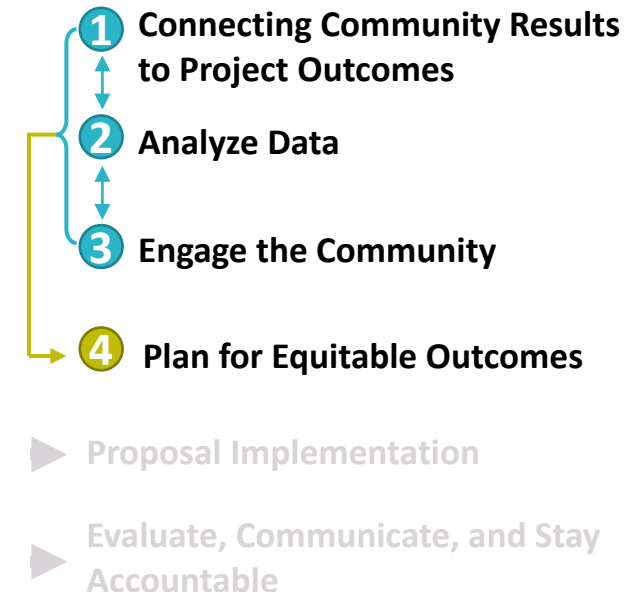 1 Connecting Community Results
to Project Outcomes
2 Analyze Data
3 Engage the Community
4 Plan for Equitable Outcomes
Proposal Implementation
Evaluate, Communicate, and Stay
Accountable